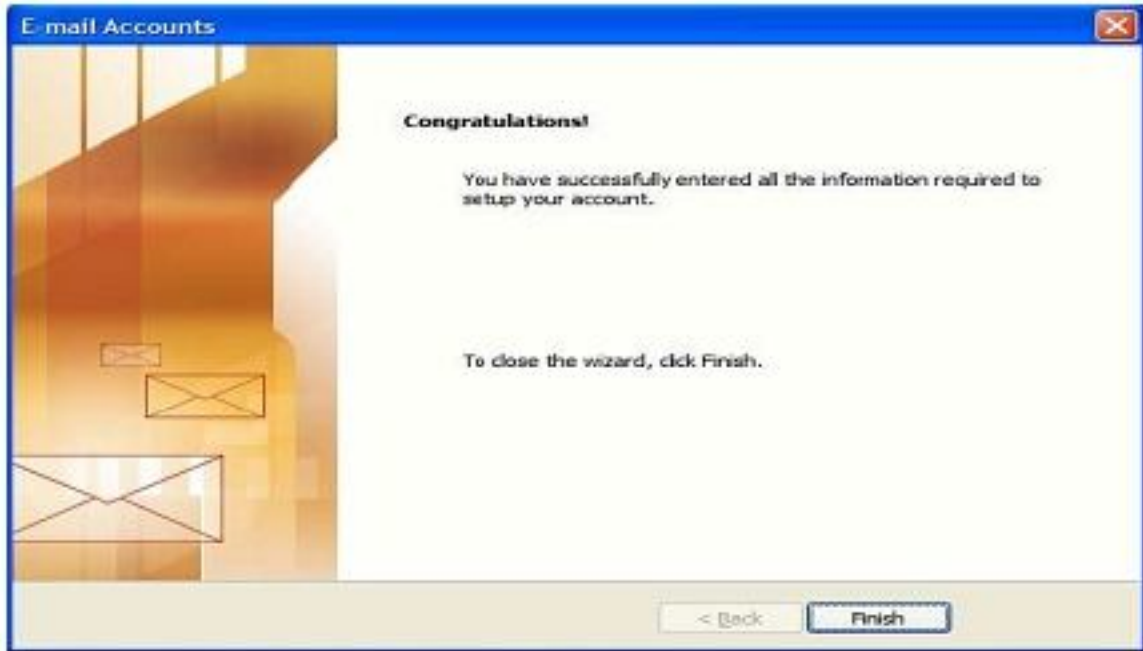 E-mail Accounts
Congratulations!
You have successfully entered all the information required to
setup your account.
To close the wizard, click Finish.
< Back
Finish